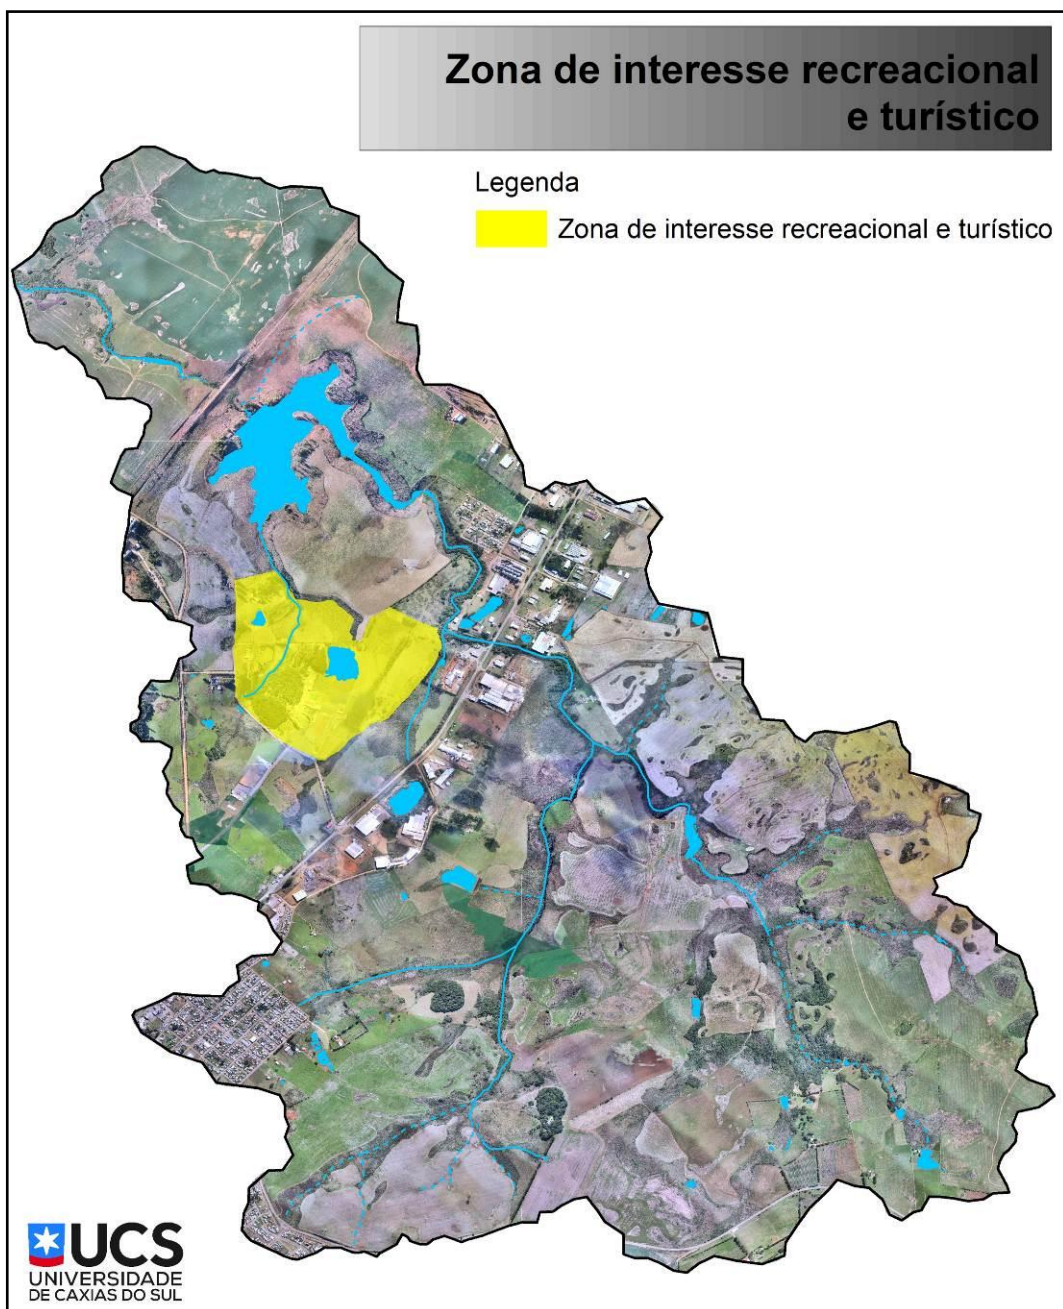 Zona de interesse recreacional
e turístico
Legenda
Zona de interesse recreacional e turístico
UCS
UNIVERSIDADE
DE CAXIAS DO SUL